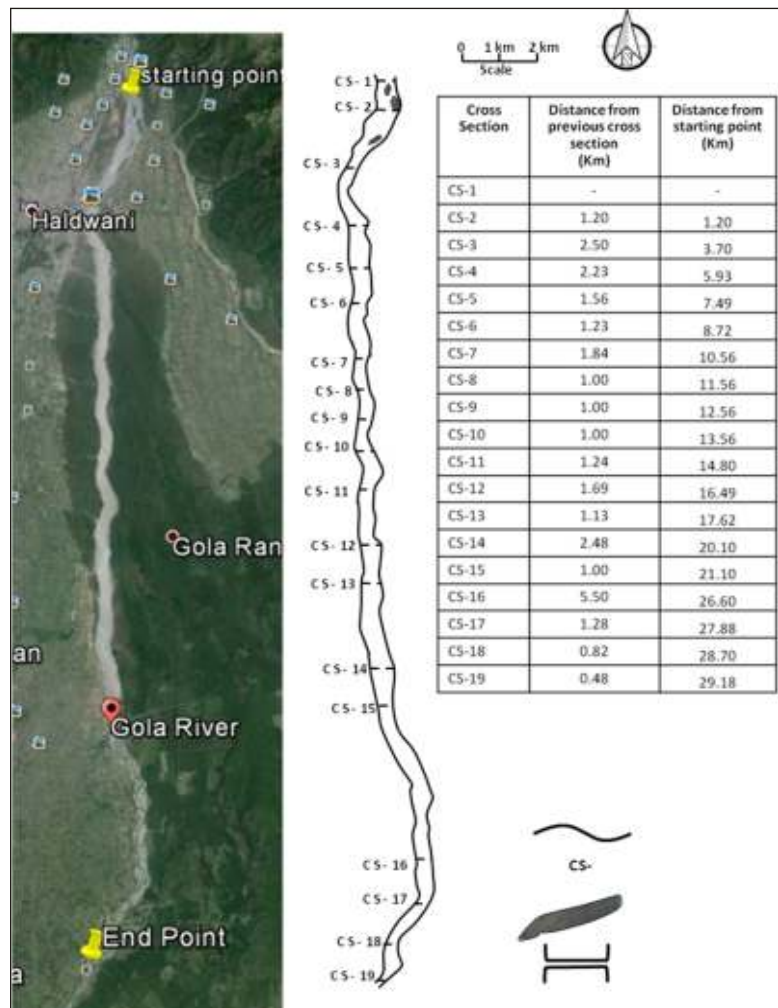 starting point
Haldwani
Gola Ran
an
Gola River
End Point
a
CS- 1
CS- 2
CS- 3
CS- 4
CS- 5
CS- 6
CS- 7
CS- 8
CS- 9
CS- 10
CS- 11
CS- 12
CS- 13
CS- 14
CS- 15
CS- 16
CS- 17
CS- 18
CS- 19
0 1 km 2 km
Scale
N
Cross Section | Distance from previous cross section (Km) | Distance from starting point (Km)
CS-1 - -
CS-2 1.20 1.20
CS-3 2.50 3.70
CS-4 2.23 5.93
CS-5 1.56 7.49
CS-6 1.23 8.72
CS-7 1.84 10.56
CS-8 1.00 11.56
CS-9 1.00 12.56
CS-10 1.00 13.56
CS-11 1.24 14.80
CS-12 1.69 16.49
CS-13 1.13 17.62
CS-14 2.48 20.10
CS-15 1.00 21.10
CS-16 5.50 26.60
CS-17 1.28 27.88
CS-18 0.82 28.70
CS-19 0.48 29.18
CS-